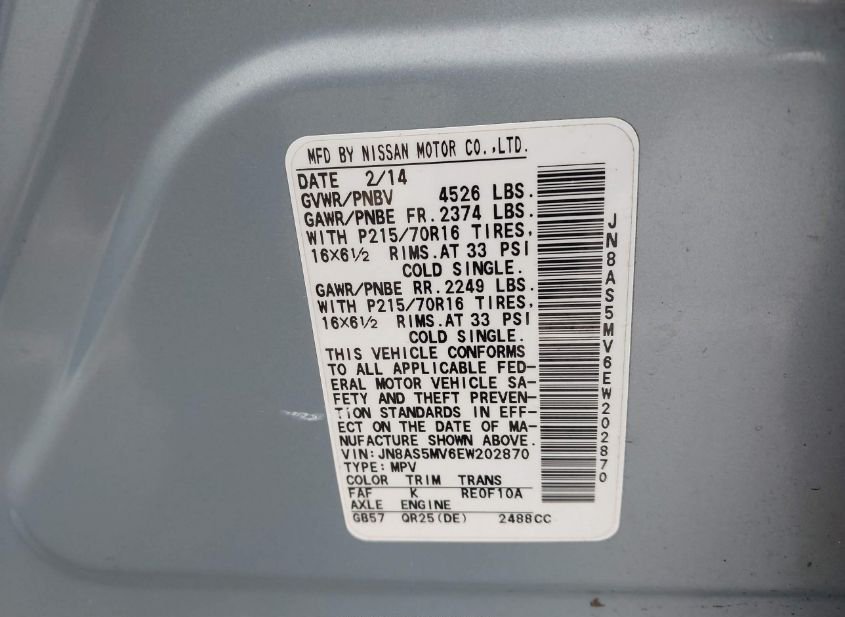 MFD BY NISSAN MOTOR CO.,LTD.
DATE 2/14
GVWR/PNBV 4526 LBS.
GAWR/PNBE FR.2374 LBS.
WITH P215/70R16 TIRES,
16X6½ RIMS.AT 33 PSI
COLD SINGLE.
GAWR/PNBE RR.2249 LBS.
WITH P215/70R16 TIRES,
16X6½ RIMS.AT 33 PSI
COLD SINGLE.
THIS VEHICLE CONFORMS
TO ALL APPLICABLE FED-
ERAL MOTOR VEHICLE SA-
FETY AND THEFT PREVEN-
TION STANDARDS IN EFF-
ECT ON THE DATE OF MA-
NUFACTURE SHOWN ABOVE.
VIN:JN8AS5MV6EW202870
TYPE:MPV
COLOR TRIM TRANS
FAF K RE0F10A
AXLE ENGINE
GB57 QR25(DE) 2488CC
JN8AS5MV6EW202870